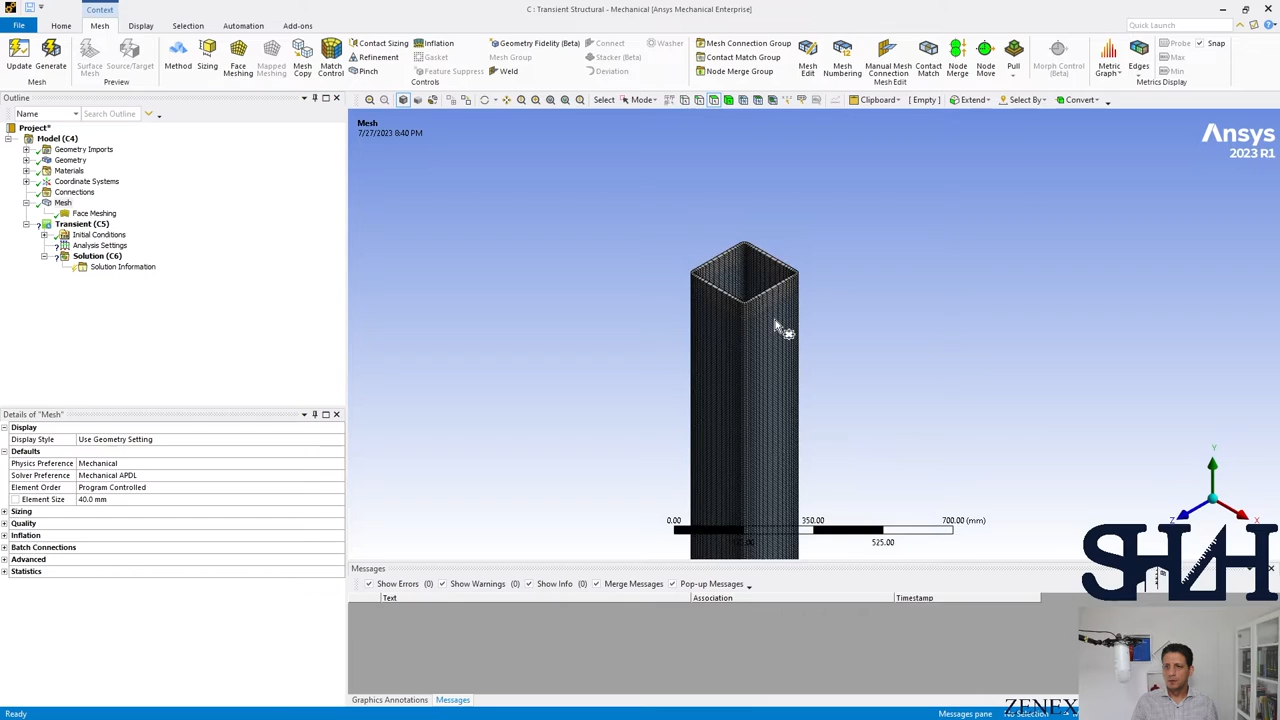 Context
C : Transient Structural - Mechanical [Ansys Mechanical Enterprise]
File Home Mesh Display Selection Automation Add-ons
Quick Launch
Update Generate
Mesh
Surface Mesh Source/Target
Preview
Method Sizing Face Meshing Mapped Meshing Mesh Copy Match Control
Contact Sizing
Refinement
Pinch
Inflation
Gasket
Feature Suppress
Geometry Fidelity (Beta)
Mesh Group
Weld
Controls
Connect
Stacker (Beta)
Deviation
Washer
Mesh Connection Group
Contact Match Group
Node Merge Group
Mesh Edit Mesh Numbering Manual Mesh Connection Contact Match Node Merge Node Move Pull
Mesh Edit
Morph Control (Beta)
Metric Graph Edges
Probe Snap
Max
Min
Metrics Display
Outline
Select Mode Clipboard [ Empty ] Extend Select By Convert
Name Search Outline
Project*
Model (C4)
Geometry Imports
Geometry
Materials
Coordinate Systems
Connections
Mesh
Face Meshing
Transient (C5)
Initial Conditions
Analysis Settings
Solution (C6)
Solution Information
Mesh
7/27/2023 8:40 PM
Ansys
2023 R1
Details of "Mesh"
Display
Display Style Use Geometry Setting
Defaults
Physics Preference Mechanical
Solver Preference Mechanical APDL
Element Order Program Controlled
Element Size 40.0 mm
Sizing
Quality
Inflation
Batch Connections
Advanced
Statistics
0.00 350.00 700.00 (mm)
525.00
Y
Z X
Messages
Show Errors (0) Show Warnings (0) Show Info (0) Merge Messages Pop-up Messages
Text Association Timestamp
Graphics Annotations Messages
ZENEX
Ready
Messages pane No Selection